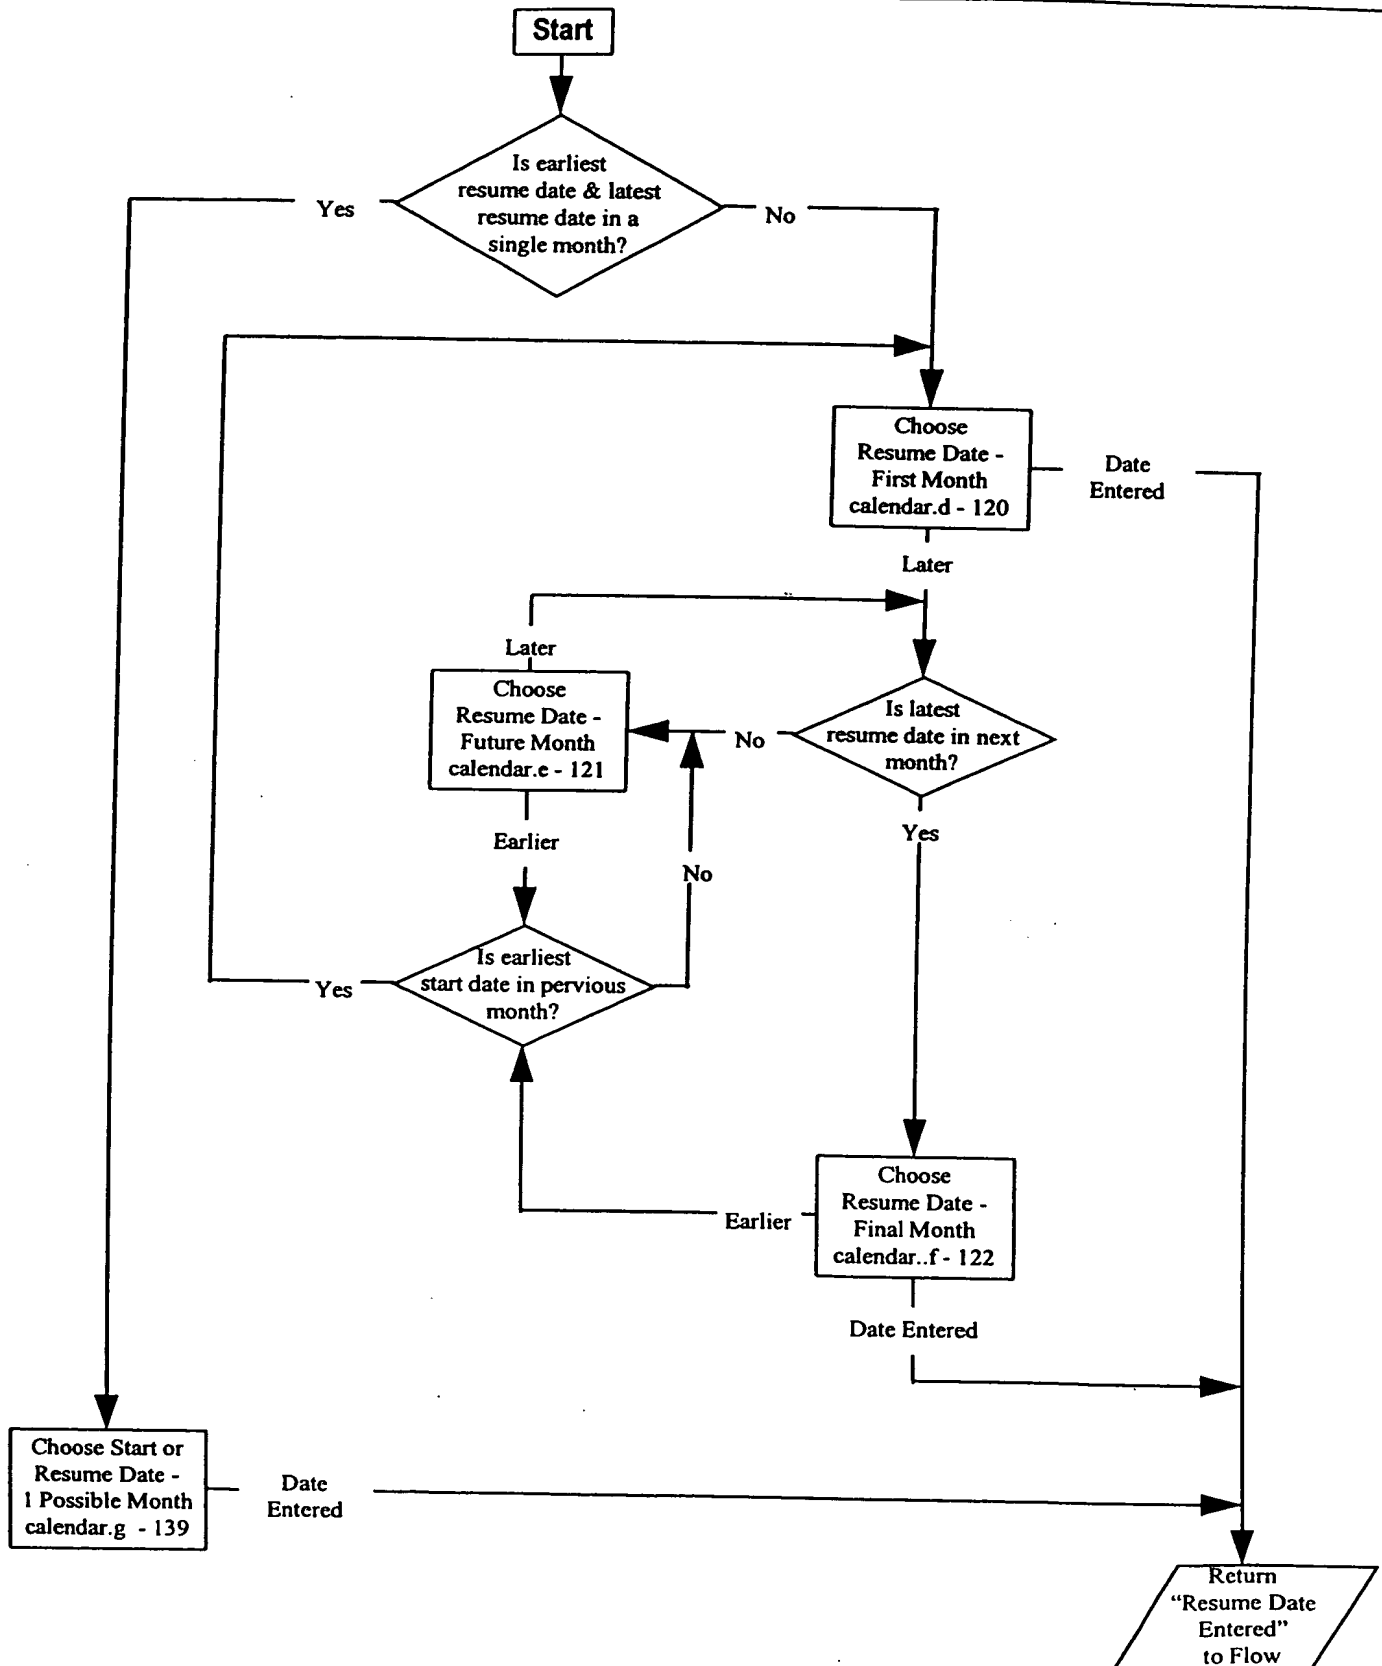 Start
Is earliest
resume date & latest
resume date in a
single month?
Yes
No
Choose
Resume Date -
First Month
calendar.d - 120
Date
Entered
Later
Later
Choose
Resume Date -
Future Month
calendar.e - 121
No
Is latest
resume date in next
month?
Earlier
No
Yes
Is earliest
start date in pervious
month?
Yes
Choose
Resume Date -
Final Month
calendar..f - 122
Earlier
Date Entered
Choose Start or
Resume Date -
1 Possible Month
calendar.g - 139
Date
Entered
Return
“Resume Date
Entered”
to Flow